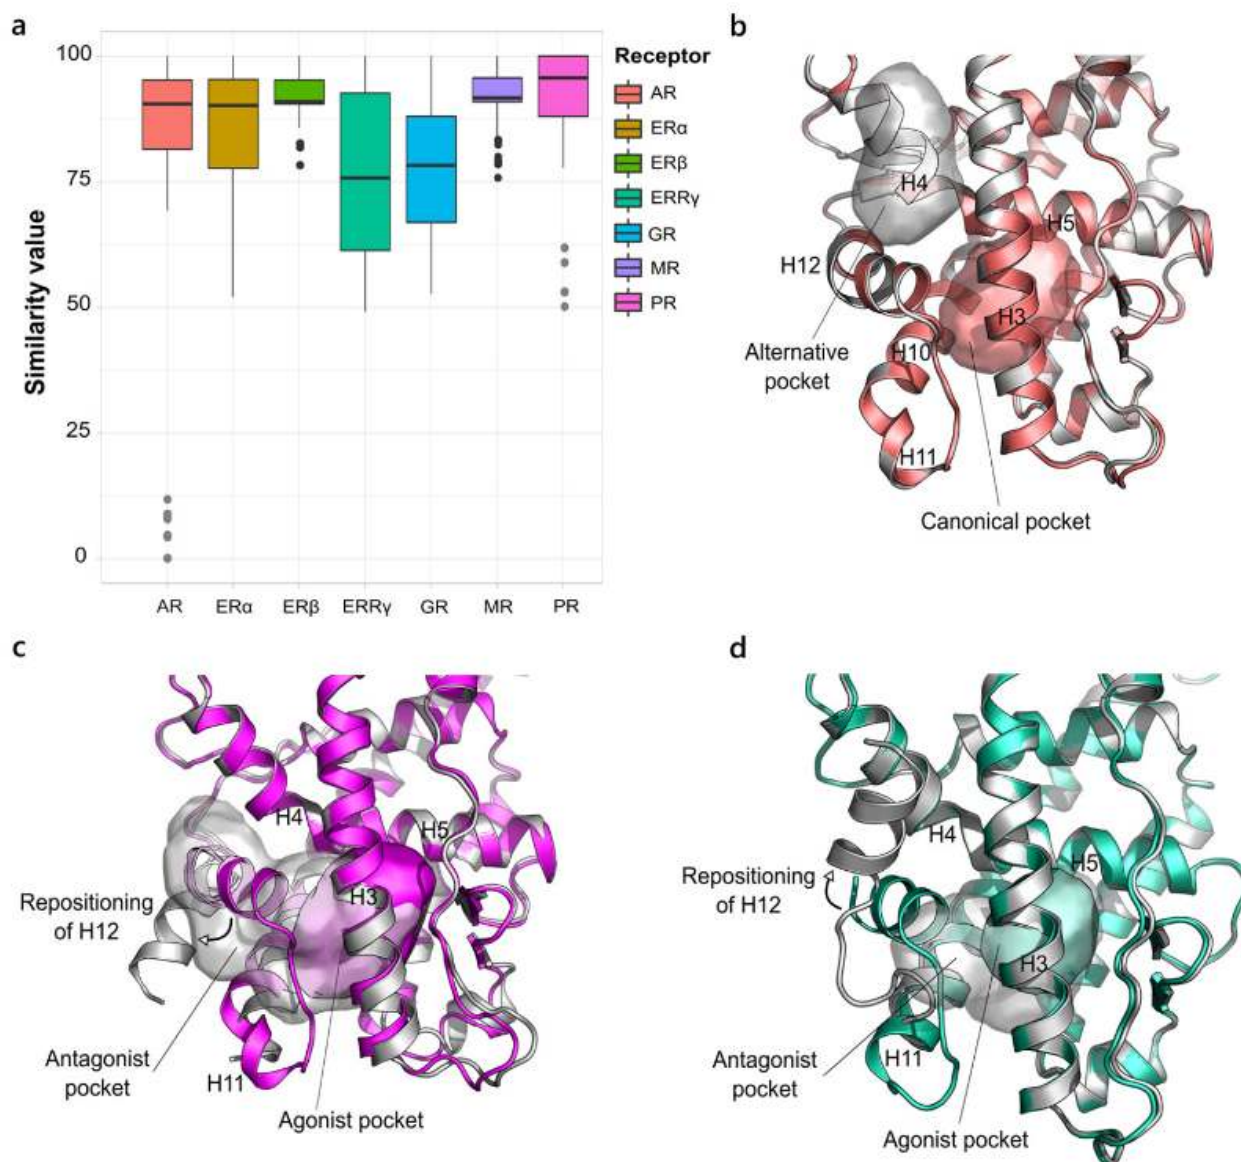 a
Similarity value
100
75
50
25
0
AR
ERα
ERβ
ERRγ
GR
MR
PR
Receptor
AR
ERα
ERβ
ERRγ
GR
MR
PR
b
H4
H5
H12
H3
Alternative
pocket
H10
H11
Canonical pocket
c
H4
H5
H3
Repositioning
of H12
Antagonist
pocket
H11
Agonist pocket
d
H4
H5
Repositioning
of H12
H3
H11
Antagonist
pocket
Agonist pocket